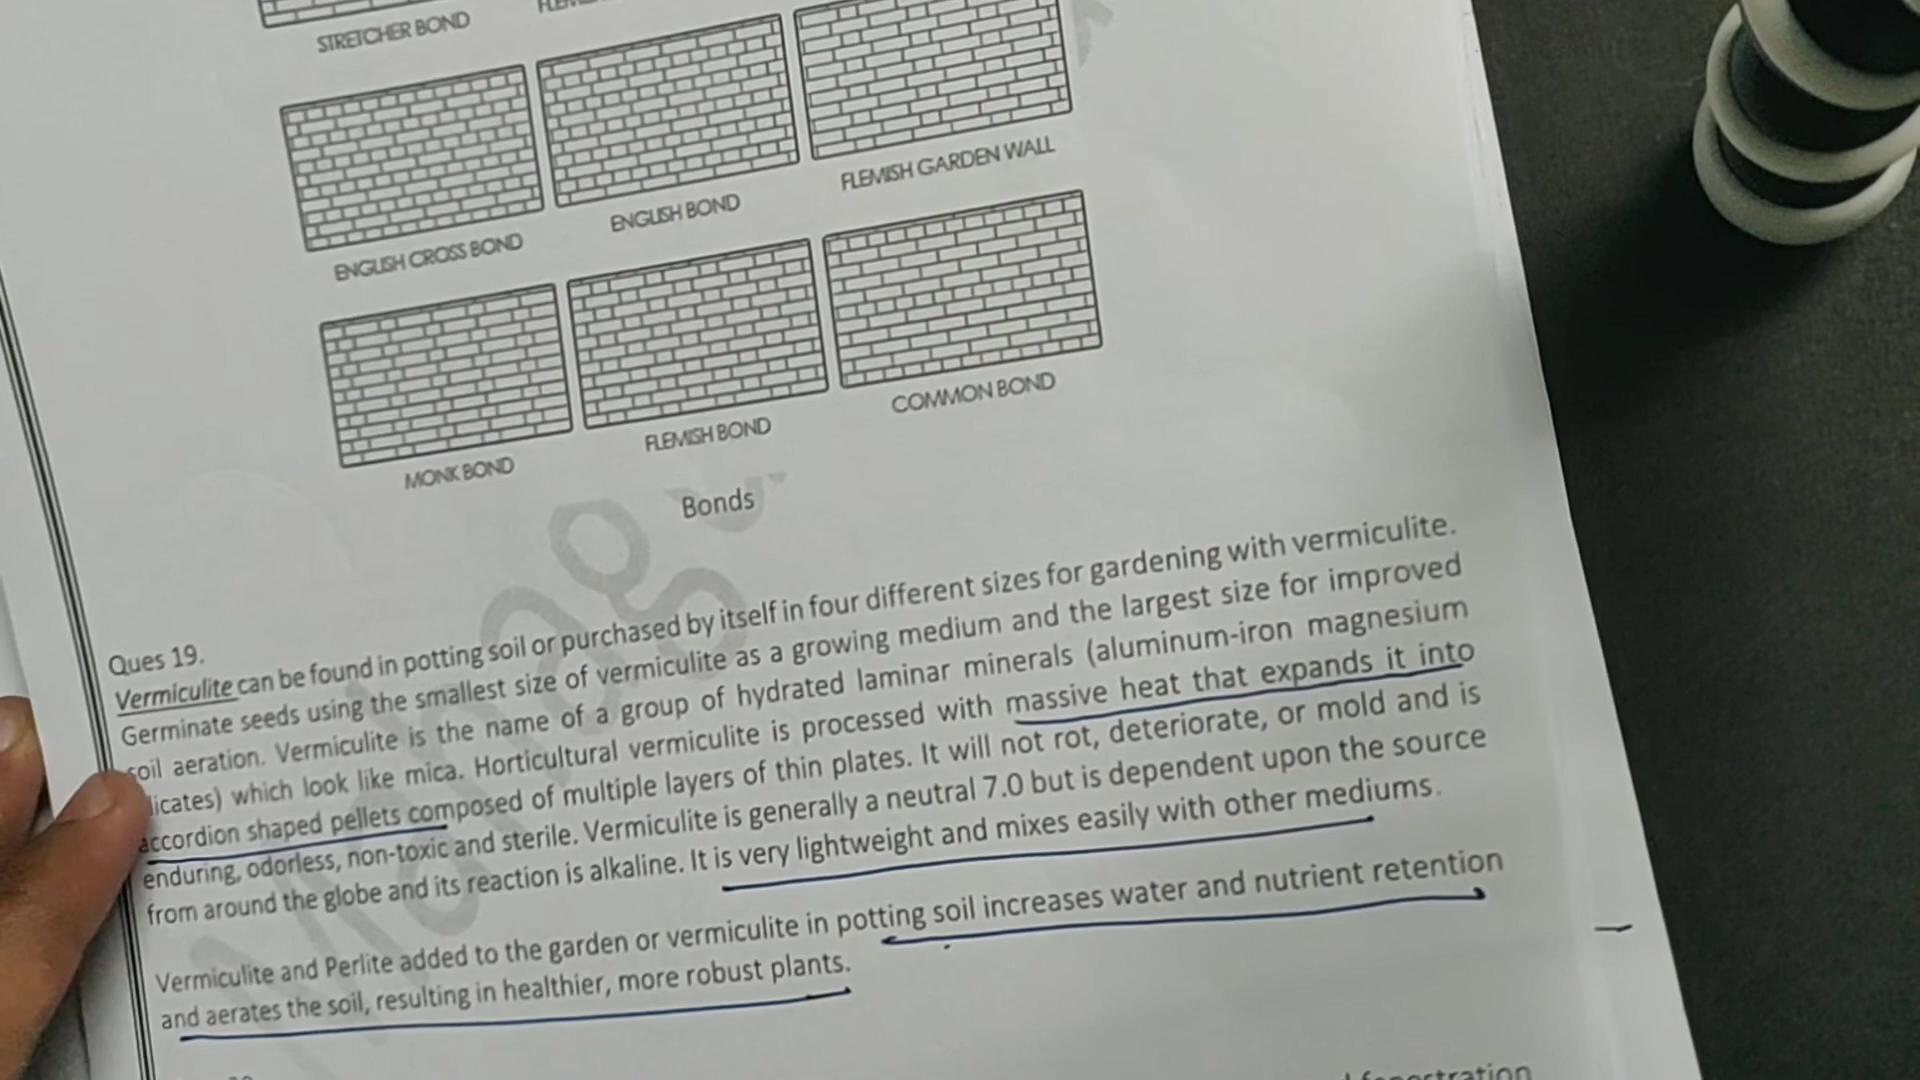 STRETCHER BOND
ENGLISH CROSS BOND
ENGLISH BOND
FLEMISH GARDEN WALL
MONK BOND
FLEMISH BOND
COMMON BOND
Bonds
Ques 19.
Vermiculite can be found in potting soil or purchased by itself in four different sizes for gardening with vermiculite.
Germinate seeds using the smallest size of vermiculite as a growing medium and the largest size for improved
soil aeration. Vermiculite is the name of a group of hydrated laminar minerals (aluminum-iron magnesium
licates) which look like mica. Horticultural vermiculite is processed with massive heat that expands it into
accordion shaped pellets composed of multiple layers of thin plates. It will not rot, deteriorate, or mold and is
enduring, odorless, non-toxic and sterile. Vermiculite is generally a neutral 7.0 but is dependent upon the source
from around the globe and its reaction is alkaline. It is very lightweight and mixes easily with other mediums.
Vermiculite and Perlite added to the garden or vermiculite in potting soil increases water and nutrient retention
and aerates the soil, resulting in healthier, more robust plants.